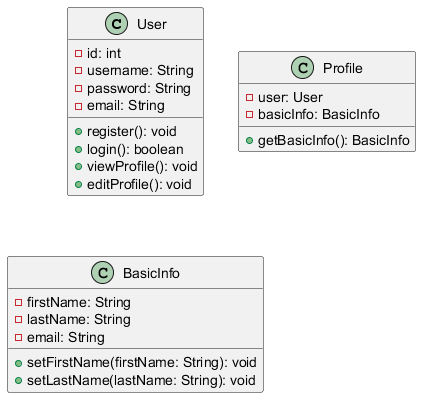 C User
id: int
username: String
password: String
email: String
register(): void
login(): boolean
viewProfile(): void
editProfile(): void
C Profile
user: User
basicInfo: BasicInfo
getBasicInfo(): BasicInfo
C BasicInfo
firstName: String
lastName: String
email: String
setFirstName(firstName: String): void
setLastName(lastName: String): void